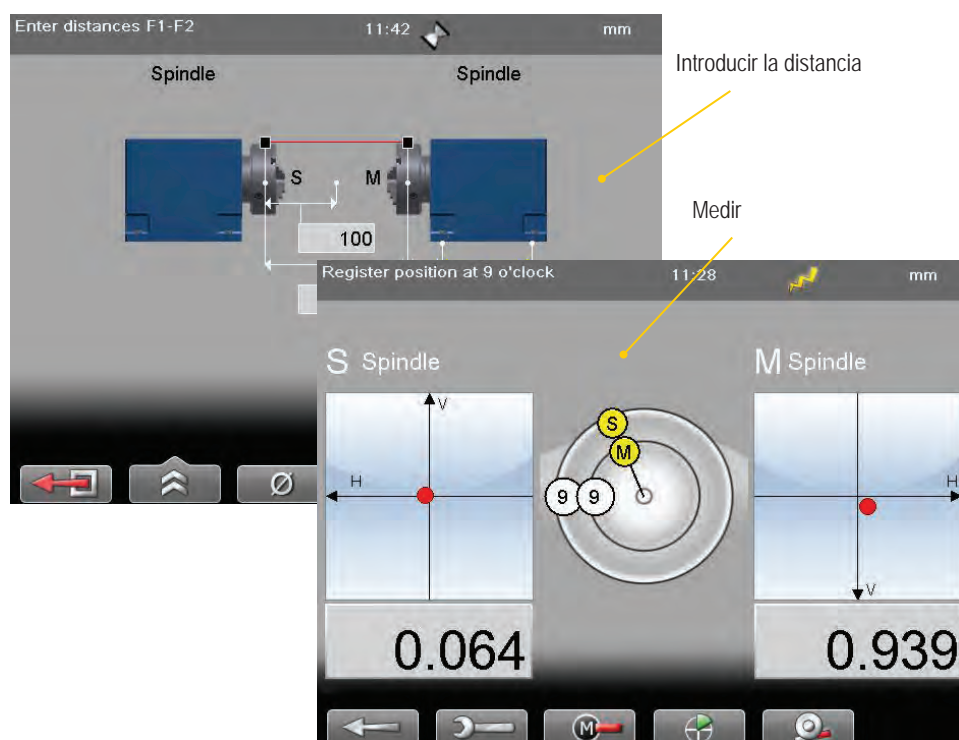 Enter distances F1-F2 11:42 mm
Spindle Spindle
Introducir la distancia
S M
100
Medir
Register position at 9 o'clock 11:28 mm
S Spindle M Spindle
V
S
M
H 9 9 H
V
0.064 0.939
Ø
M